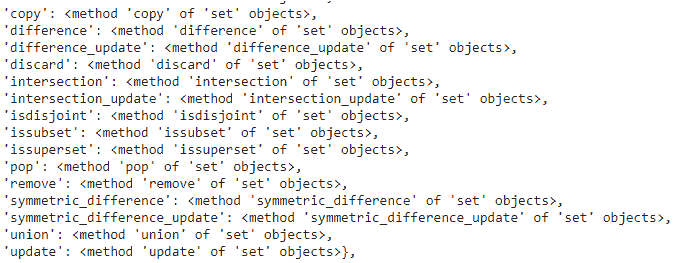 'copy': <method 'copy' of 'set' objects>,
'difference': <method 'difference' of 'set' objects>,
'difference_update': <method 'difference_update' of 'set' objects>,
'discard': <method 'discard' of 'set' objects>,
'intersection': <method 'intersection' of 'set' objects>,
'intersection_update': <method 'intersection_update' of 'set' objects>,
'isdisjoint': <method 'isdisjoint' of 'set' objects>,
'issubset': <method 'issubset' of 'set' objects>,
'issuperset': <method 'issuperset' of 'set' objects>,
'pop': <method 'pop' of 'set' objects>,
'remove': <method 'remove' of 'set' objects>,
'symmetric_difference': <method 'symmetric_difference' of 'set' objects>,
'symmetric_difference_update': <method 'symmetric_difference_update' of 'set' objects>,
'union': <method 'union' of 'set' objects>,
'update': <method 'update' of 'set' objects>},